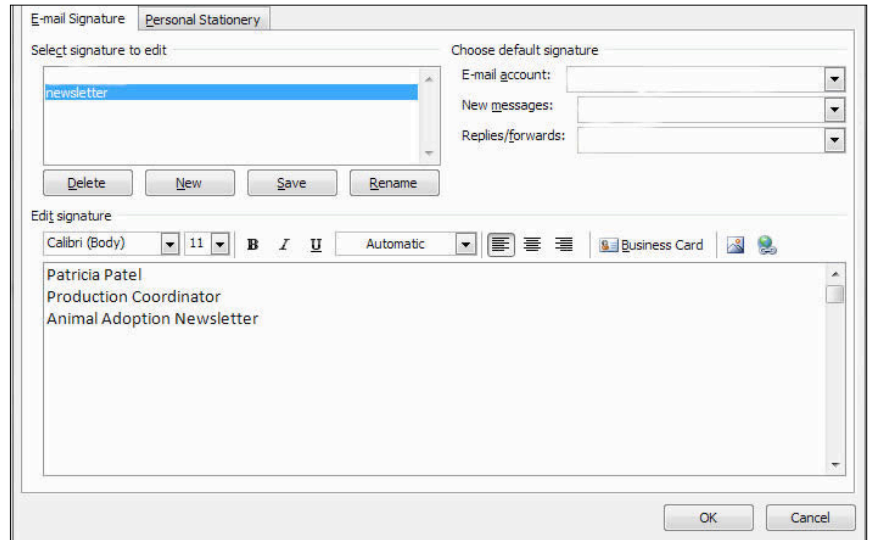 E-mail Signature Personal Stationery
Select signature to edit
Choose default signature
newsletter
E-mail account:
New messages:
Replies/forwards:
Delete New Save Rename
Edit signature
Calibri (Body) 11 B I U Automatic Business Card
Patricia Patel
Production Coordinator
Animal Adoption Newsletter
OK Cancel